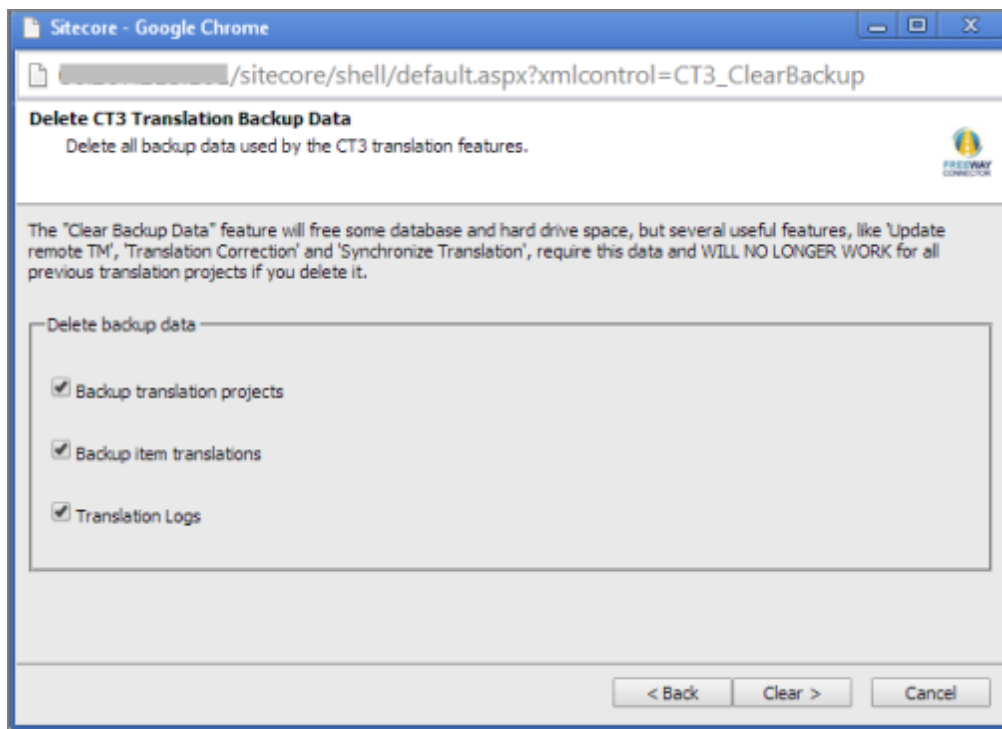 Sitecore - Google Chrome
/sitecore/shell/default.aspx?xmlcontrol=CT3_ClearBackup
Delete CT3 Translation Backup Data
Delete all backup data used by the CT3 translation features.
FREEWAY
CONNECTOR
The "Clear Backup Data" feature will free some database and hard drive space, but several useful features, like 'Update
remote TM', 'Translation Correction' and 'Synchronize Translation', require this data and WILL NO LONGER WORK for all
previous translation projects if you delete it.
Delete backup data
Backup translation projects
Backup item translations
Translation Logs
< Back
Clear >
Cancel